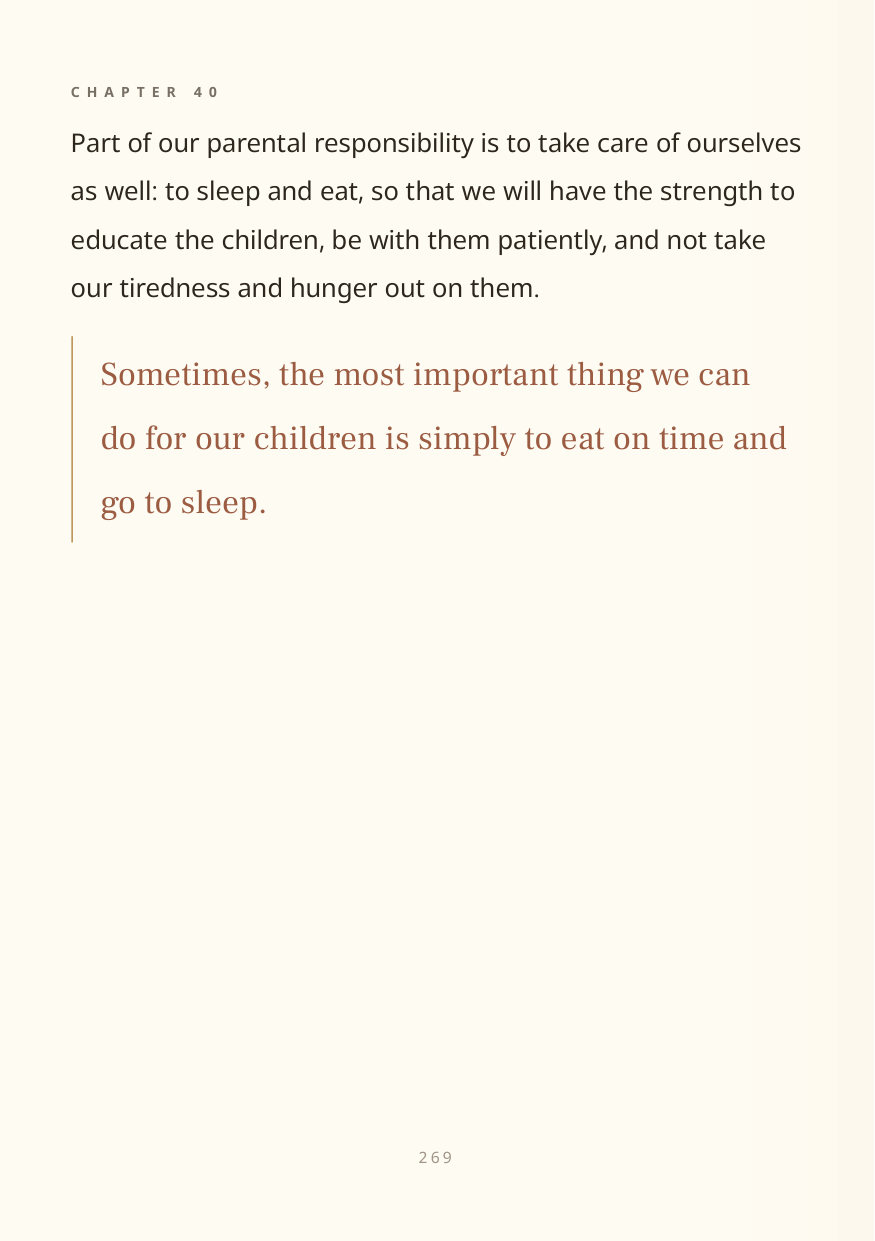 CHAPTER 40
Part of our parental responsibility is to take care of ourselves
as well: to sleep and eat, so that we will have the strength to
educate the children, be with them patiently, and not take
our tiredness and hunger out on them.
Sometimes, the most important thing we can
do for our children is simply to eat on time and
go to sleep.
269